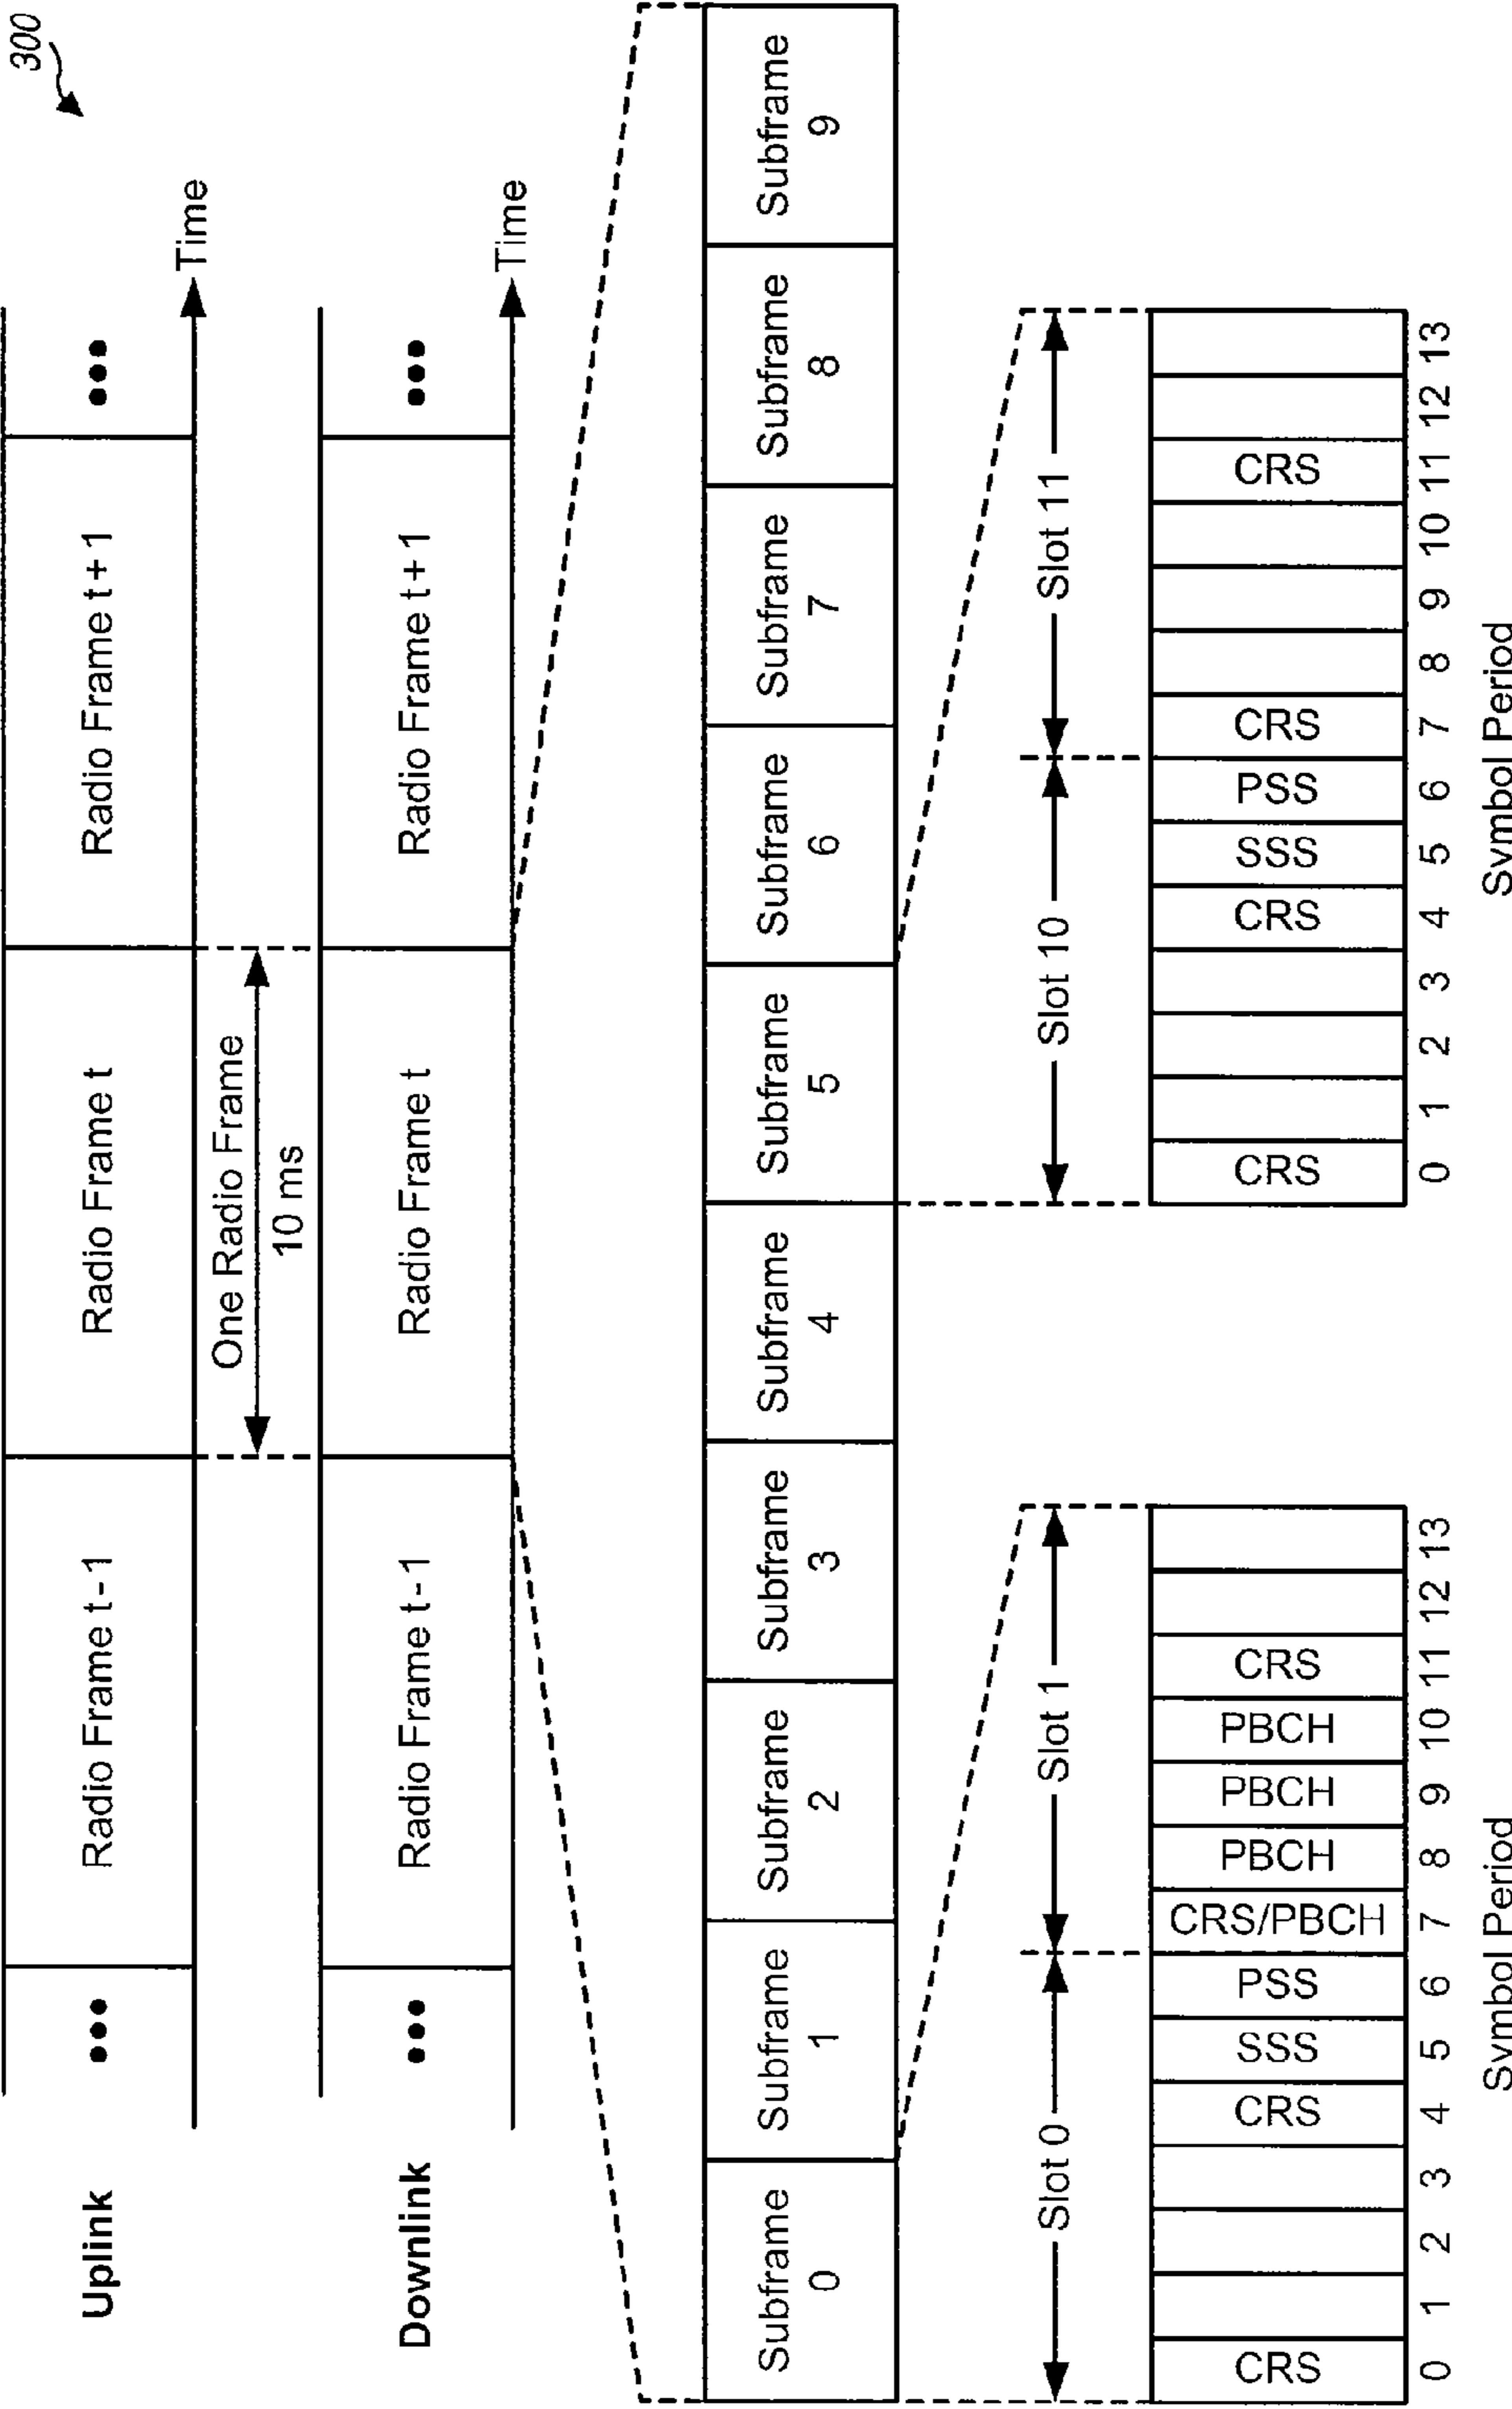 300
Uplink
•••
Radio Frame t-1
Radio Frame t
Radio Frame t+1
•••
Time
One Radio Frame
10 ms
Downlink
•••
Radio Frame t-1
Radio Frame t
Radio Frame t+1
•••
Time
Subframe 0
Subframe 1
Subframe 2
Subframe 3
Subframe 4
Subframe 5
Subframe 6
Subframe 7
Subframe 8
Subframe 9
Slot 0
Slot 1
CRS
CRS
SSS
PSS
CRS/PBCH
PBCH
PBCH
PBCH
CRS
0 1 2 3 4 5 6 7 8 9 10 11 12 13
Symbol Period
Slot 10
Slot 11
CRS
CRS
SSS
PSS
CRS
CRS
0 1 2 3 4 5 6 7 8 9 10 11 12 13
Symbol Period